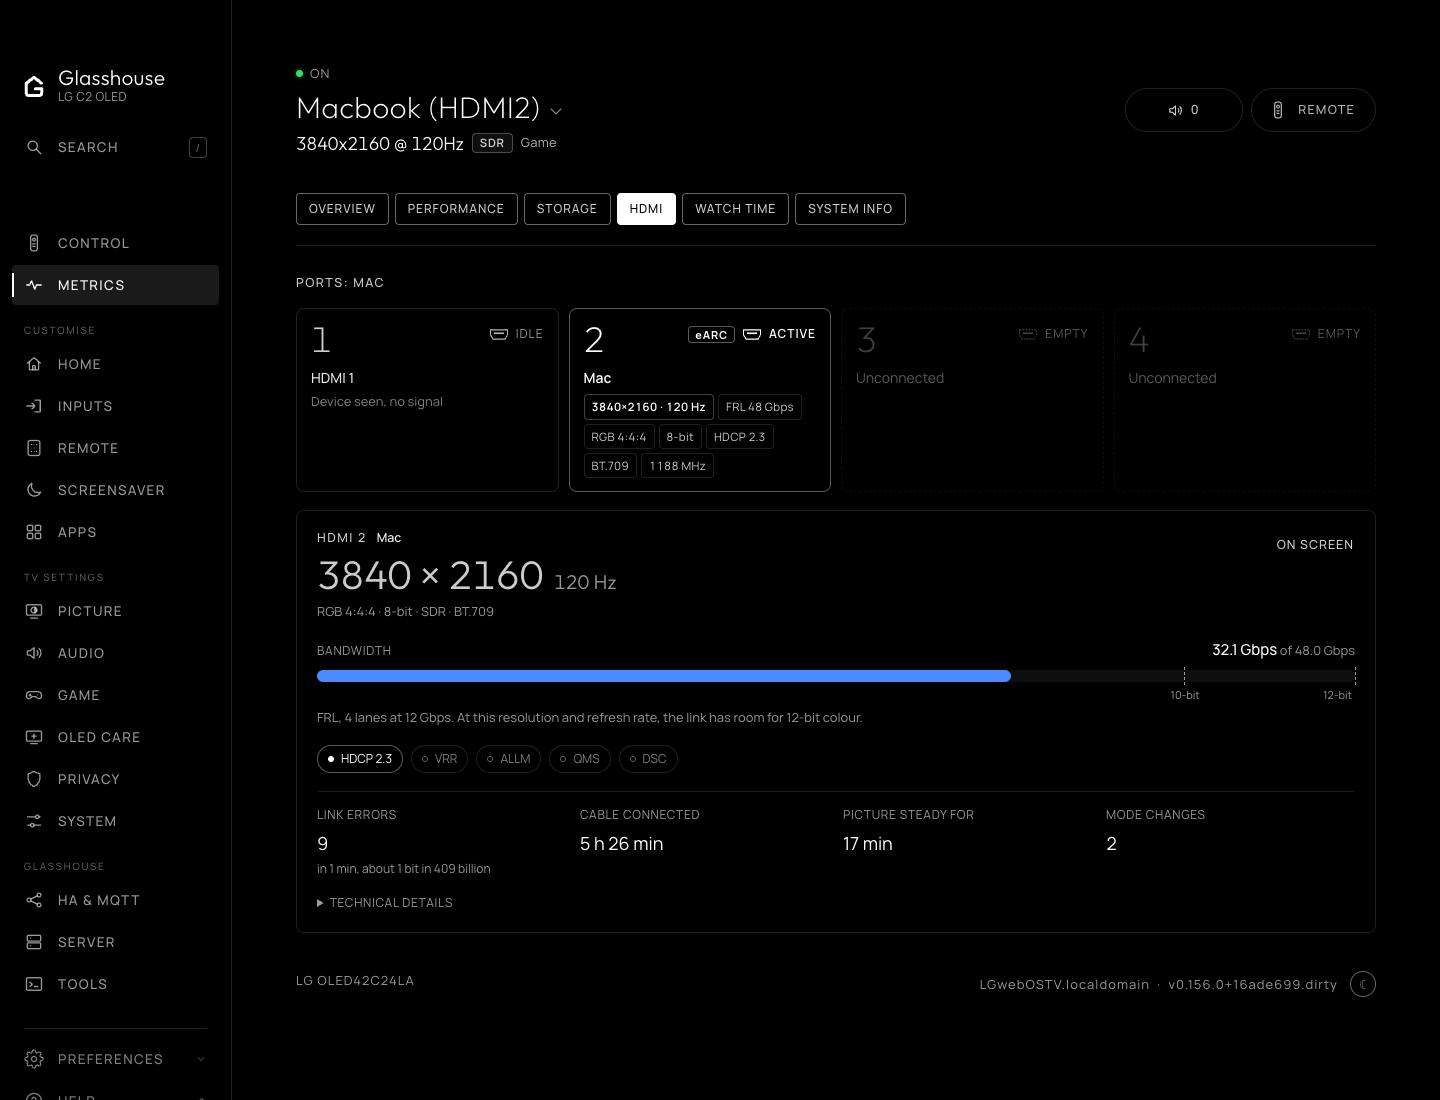 Glasshouse
LG C2 OLED
SEARCH /
CONTROL
METRICS
CUSTOMISE
HOME
INPUTS
REMOTE
SCREENSAVER
APPS
TV SETTINGS
PICTURE
AUDIO
GAME
OLED CARE
PRIVACY
SYSTEM
GLASSHOUSE
HA & MQTT
SERVER
TOOLS
PREFERENCES
HELP
ON
Macbook (HDMI2)
3840x2160 @ 120Hz SDR Game
0 REMOTE
OVERVIEW PERFORMANCE STORAGE HDMI WATCH TIME SYSTEM INFO
PORTS: MAC
1 IDLE
HDMI 1
Device seen, no signal
2 eARC ACTIVE
Mac
3840×2160 · 120 Hz FRL 48 Gbps
RGB 4:4:4 8-bit HDCP 2.3
BT.709 1188 MHz
3 EMPTY
Unconnected
4 EMPTY
Unconnected
HDMI 2 Mac
ON SCREEN
3840 × 2160 120 Hz
RGB 4:4:4 · 8-bit · SDR · BT.709
BANDWIDTH 32.1 Gbps of 48.0 Gbps
10-bit 12-bit
FRL, 4 lanes at 12 Gbps. At this resolution and refresh rate, the link has room for 12-bit colour.
HDCP 2.3 VRR ALLM QMS DSC
LINK ERRORS CABLE CONNECTED PICTURE STEADY FOR MODE CHANGES
9 5 h 26 min 17 min 2
in 1 min, about 1 bit in 409 billion
TECHNICAL DETAILS
LG OLED42C24LA
LGwebOSTV.localdomain · v0.156.0+16ade699.dirty